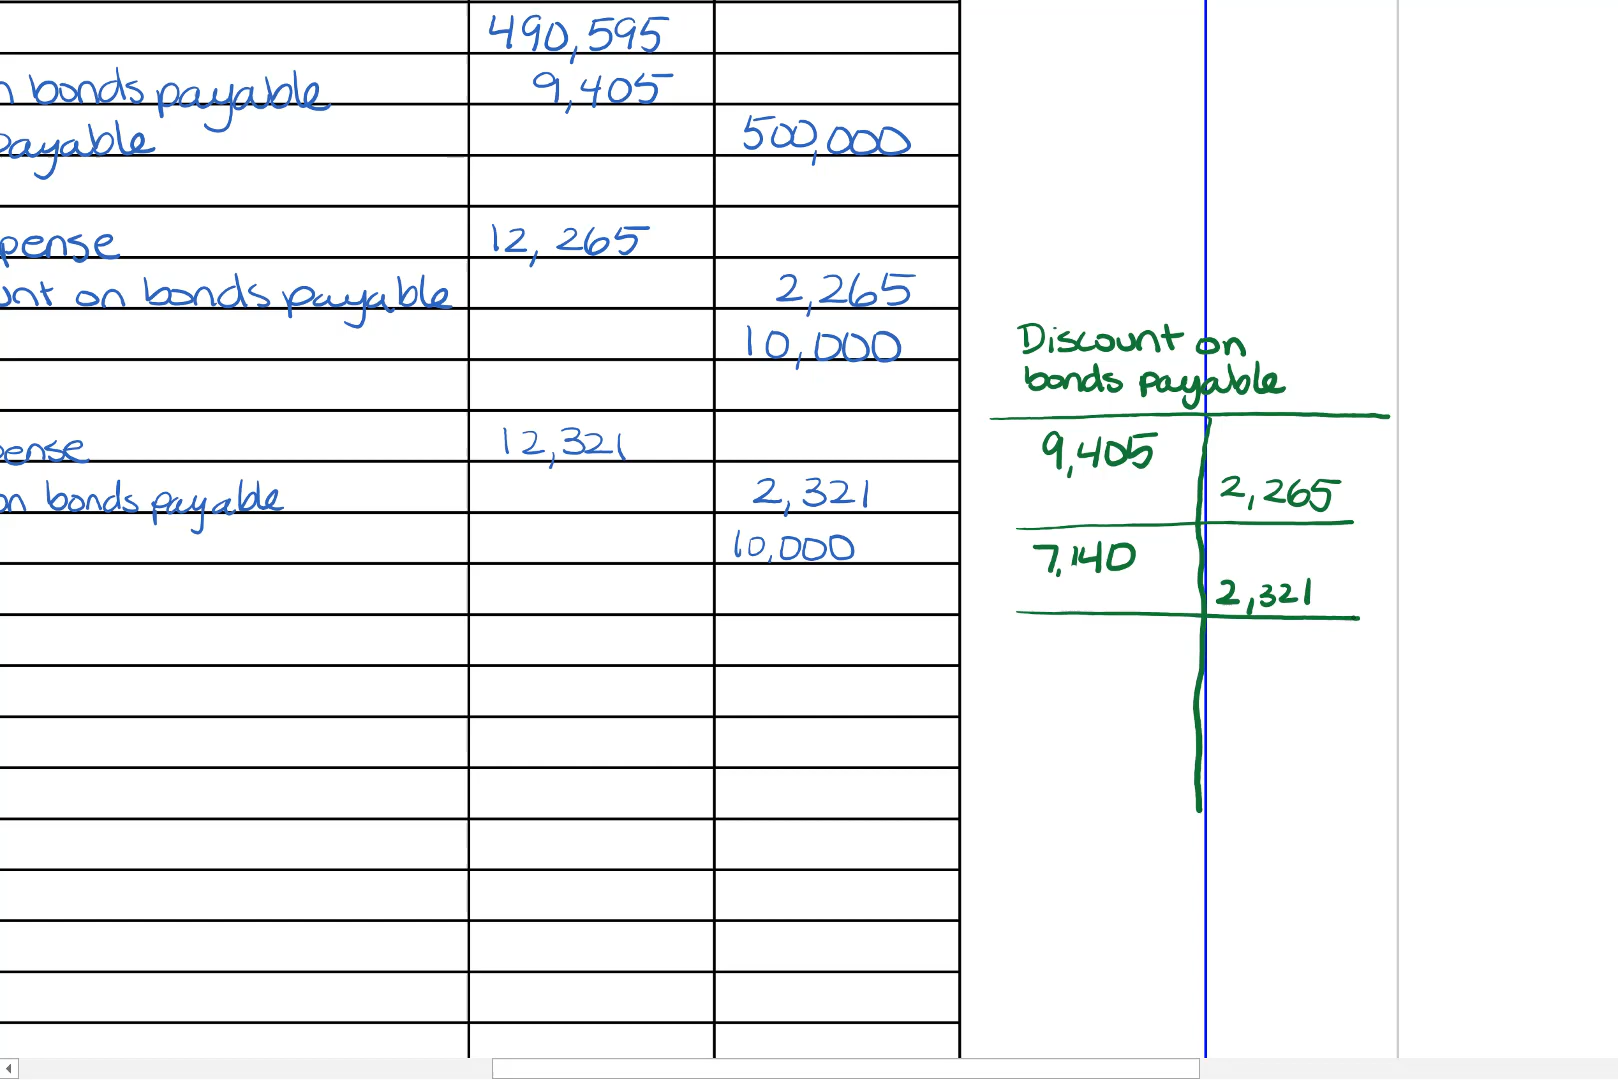 490,595
bonds payable 9,405
payable 500,000
pense 12,265
unt on bonds payable 2,265
10,000
pense 12,321
on bonds payable 2,321
10,000
Discount on
bonds payable
9,405
2,265
7,140
2,321